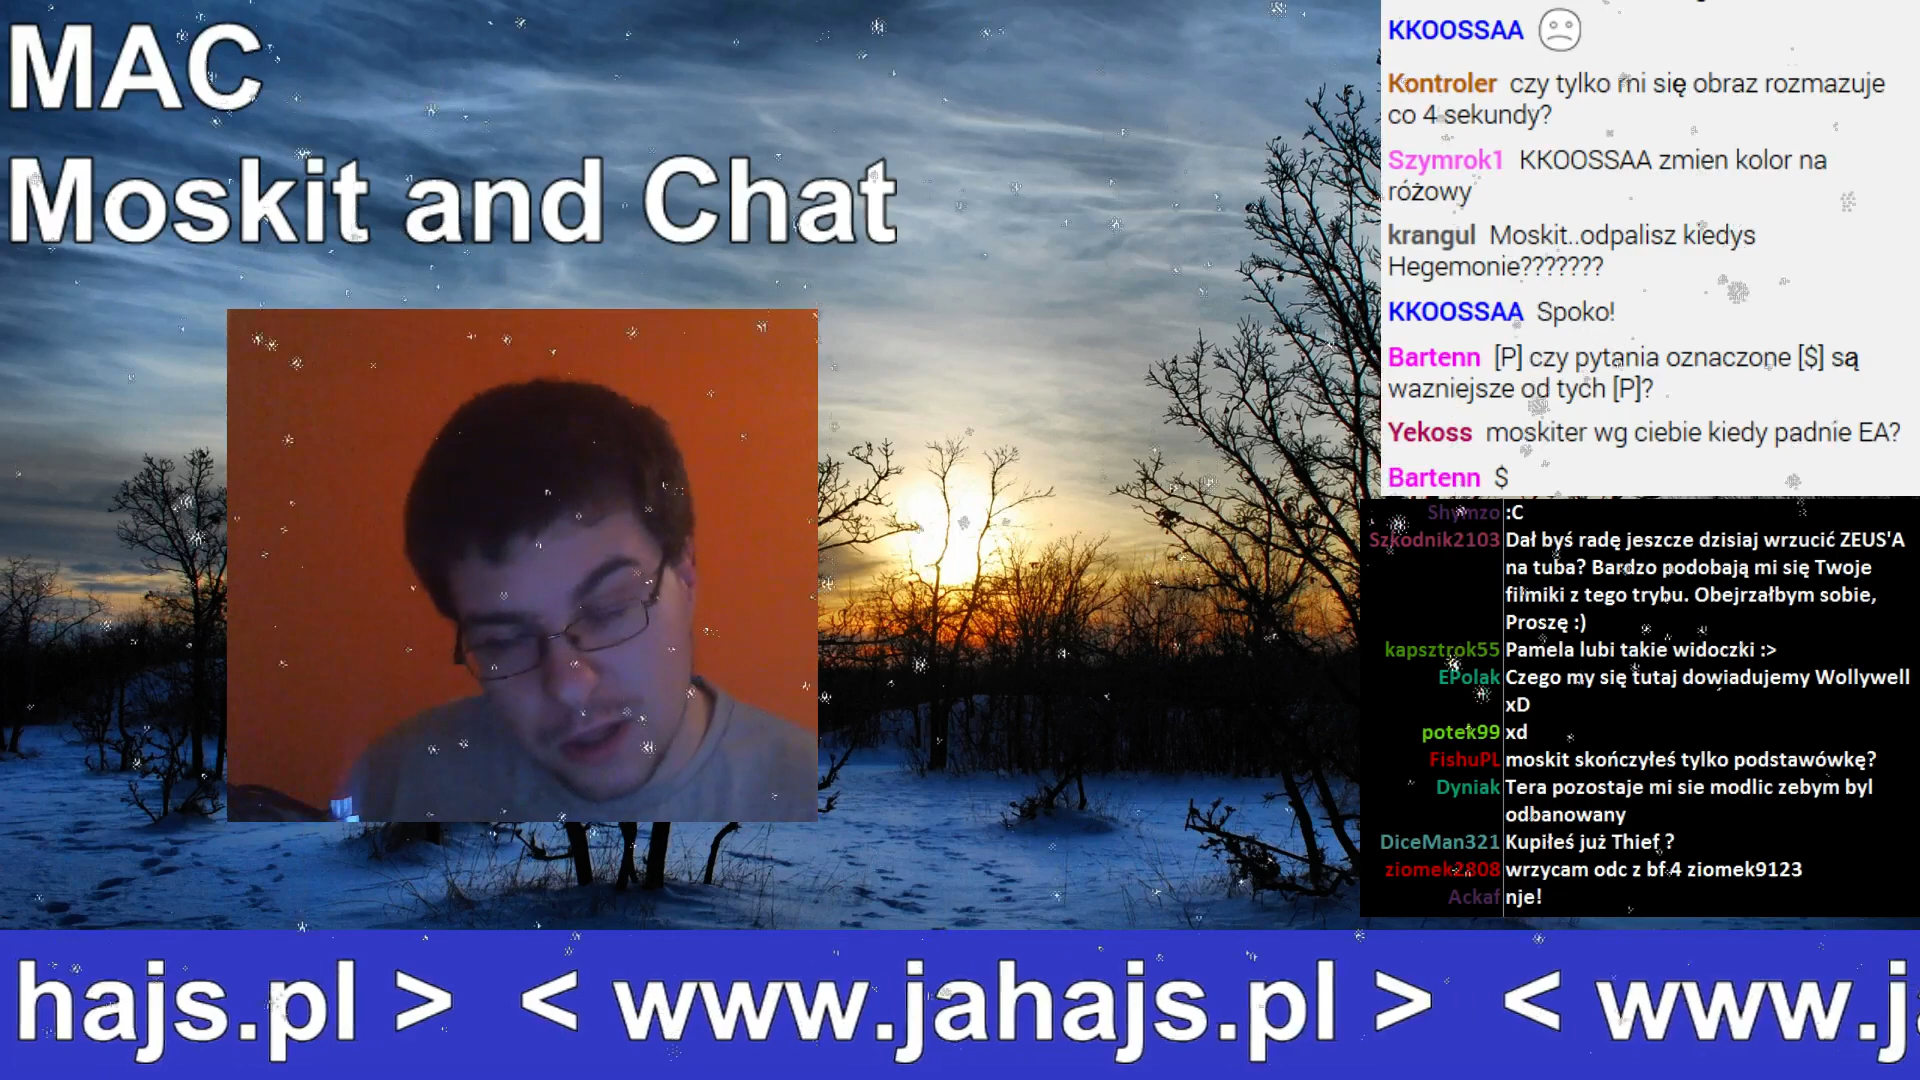 MAC
Moskit and Chat
KKOOSSAA
Kontroler czy tylko mi się obraz rozmazuje
co 4 sekundy?
Szymrok1 KKOOSSAA zmien kolor na
różowy
krangul Moskit..odpalisz kiedys
Hegemonie???????
KKOOSSAA Spoko!
Bartenn [P] czy pytania oznaczone [$] są
wazniejsze od tych [P]?
Yekoss moskiter wg ciebie kiedy padnie EA?
Bartenn $
Shymzo :C
Szkodnik2103 Dał byś radę jeszcze dzisiaj wrzucić ZEUS'A
na tuba? Bardzo podobają mi się Twoje
filmiki z tego trybu. Obejrzałbym sobie,
Proszę :)
kapsztrok55 Pamela lubi takie widoczki :>
EPolak Czego my się tutaj dowiadujemy Wollywell
xD
potek99 xd
FishuPL moskit skończyłeś tylko podstawówkę?
Dyniak Tera pozostaje mi sie modlic zebym byl
odbanowany
DiceMan321 Kupiłeś już Thief ?
ziomek2808 wrzycam odc z bf 4 ziomek9123
Ackaf nje!
hajs.pl > < www.jahajs.pl > < www.j